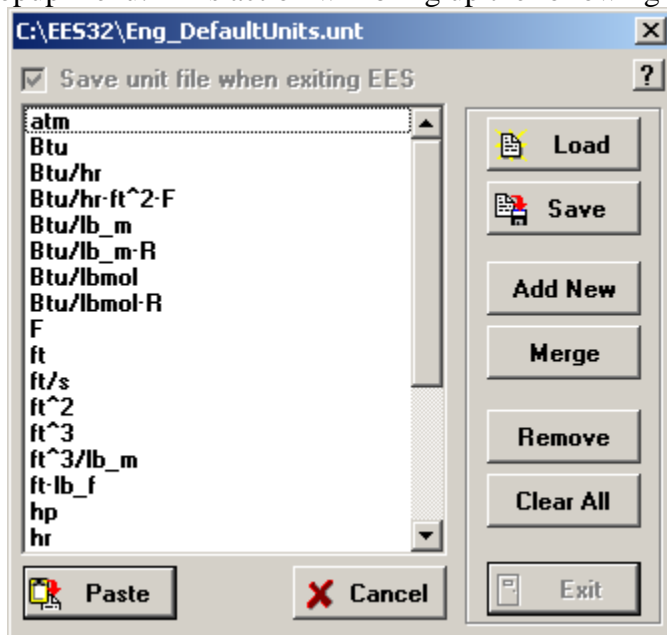 C:\EES32\Eng_DefaultUnits.unt
Save unit file when exiting EES
?
atm
Btu
Btu/hr
Btu/hr-ft^2-F
Btu/lb_m
Btu/lb_m-R
Btu/lbmol
Btu/lbmol-R
F
ft
ft/s
ft^2
ft^3
ft^3/lb_m
ft-lb_f
hp
hr
Load
Save
Add New
Merge
Remove
Clear All
Paste
Cancel
Exit